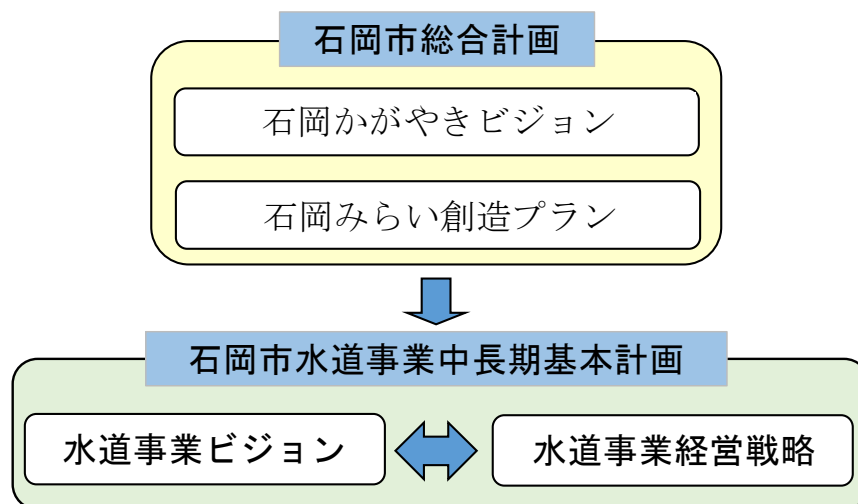 石岡市総合計画
石岡かがやきビジョン
石岡みらい創造プラン
石岡市水道事業中長期基本計画
水道事業ビジョン
水道事業経営戦略